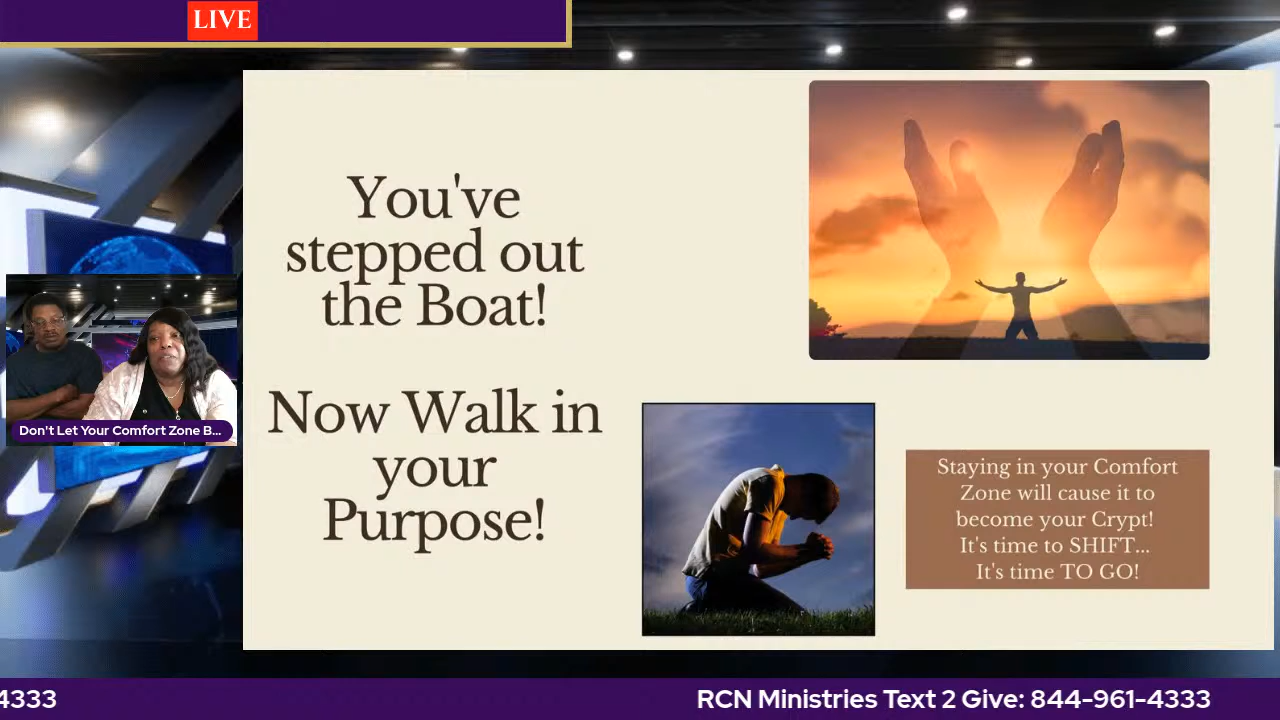 LIVE
You've
stepped out
the Boat!
Now Walk in
your
Purpose!
Don't Let Your Comfort Zone B...
Staying in your Comfort
Zone will cause it to
become your Crypt!
It's time to SHIFT...
It's time TO GO!
4333
RCN Ministries Text 2 Give: 844-961-4333